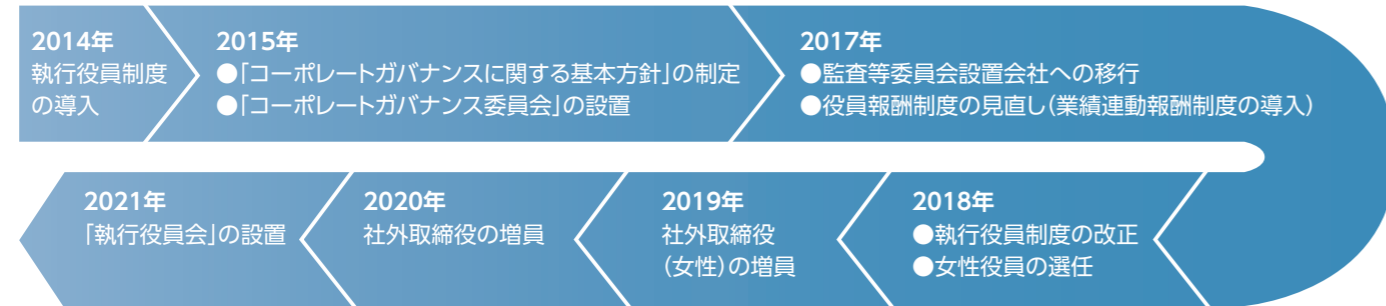 2014年
執行役員制度
の導入
2015年
●「コーポレートガバナンスに関する基本方針」の制定
●「コーポレートガバナンス委員会」の設置
2017年
●監査等委員会設置会社への移行
●役員報酬制度の見直し(業績連動報酬制度の導入)
2018年
●執行役員制度の改正
●女性役員の選任
2019年
社外取締役
(女性)の増員
2020年
社外取締役の増員
2021年
「執行役員会」の設置